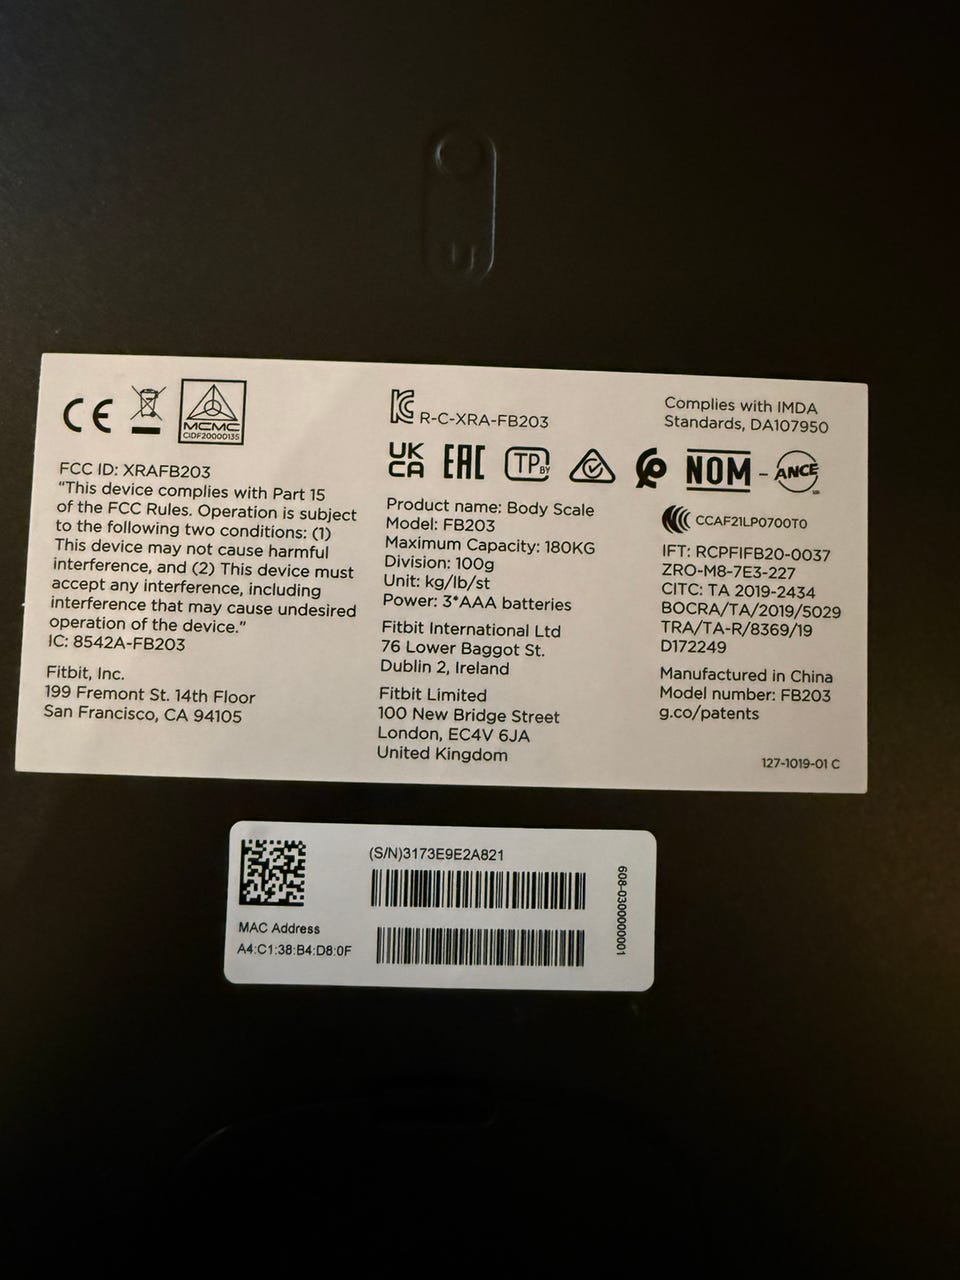 CE
MCMC
CIDF20000135
FCC ID: XRAFB203
“This device complies with Part 15
of the FCC Rules. Operation is subject
to the following two conditions: (1)
This device may not cause harmful
interference, and (2) This device must
accept any interference, including
interference that may cause undesired
operation of the device.”
IC: 8542A-FB203
Fitbit, Inc.
199 Fremont St. 14th Floor
San Francisco, CA 94105
R-C-XRA-FB203
UK
CA
EAC
TP
BY
Product name: Body Scale
Model: FB203
Maximum Capacity: 180KG
Division: 100g
Unit: kg/lb/st
Power: 3*AAA batteries
Fitbit International Ltd
76 Lower Baggot St.
Dublin 2, Ireland
Fitbit Limited
100 New Bridge Street
London, EC4V 6JA
United Kingdom
Complies with IMDA
Standards, DA107950
NOM - ANCE
CCAF21LP0700T0
IFT: RCPFIFB20-0037
ZRO-M8-7E3-227
CITC: TA 2019-2434
BOCRA/TA/2019/5029
TRA/TA-R/8369/19
D172249
Manufactured in China
Model number: FB203
g.co/patents
127-1019-01 C
(S/N)3173E9E2A821
MAC Address
A4:C1:38:B4:D8:0F
608-0300000001